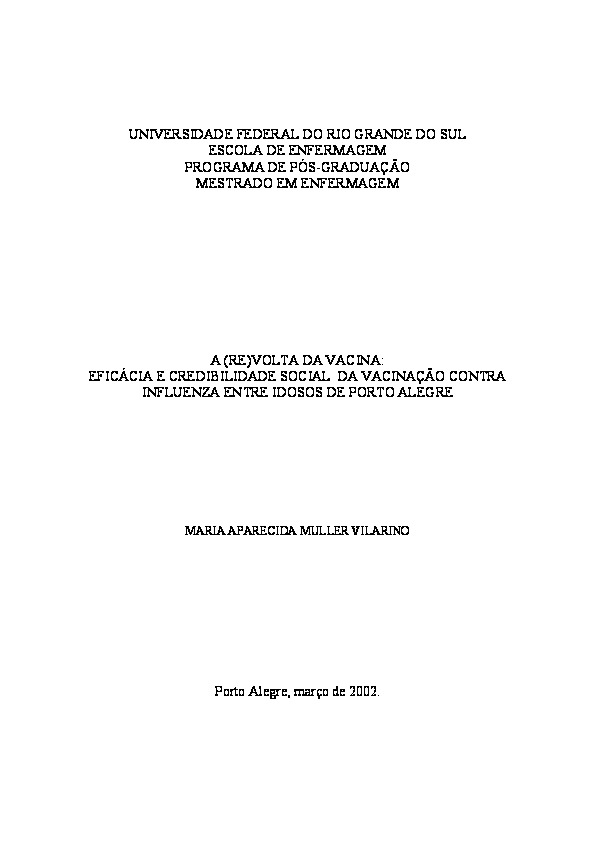 UNIVERSIDADE FEDERAL DO RIO GRANDE DO SUL
ESCOLA DE ENFERMAGEM
PROGRAMA DE PÓS-GRADUAÇÃO
MESTRADO EM ENFERMAGEM
A (RE)VOLTA DA VACINA:
EFICÁCIA E CREDIBILIDADE SOCIAL DA VACINAÇÃO CONTRA
INFLUENZA ENTRE IDOSOS DE PORTO ALEGRE
MARIA APARECIDA MULLER VILARINO
Porto Alegre, março de 2002.